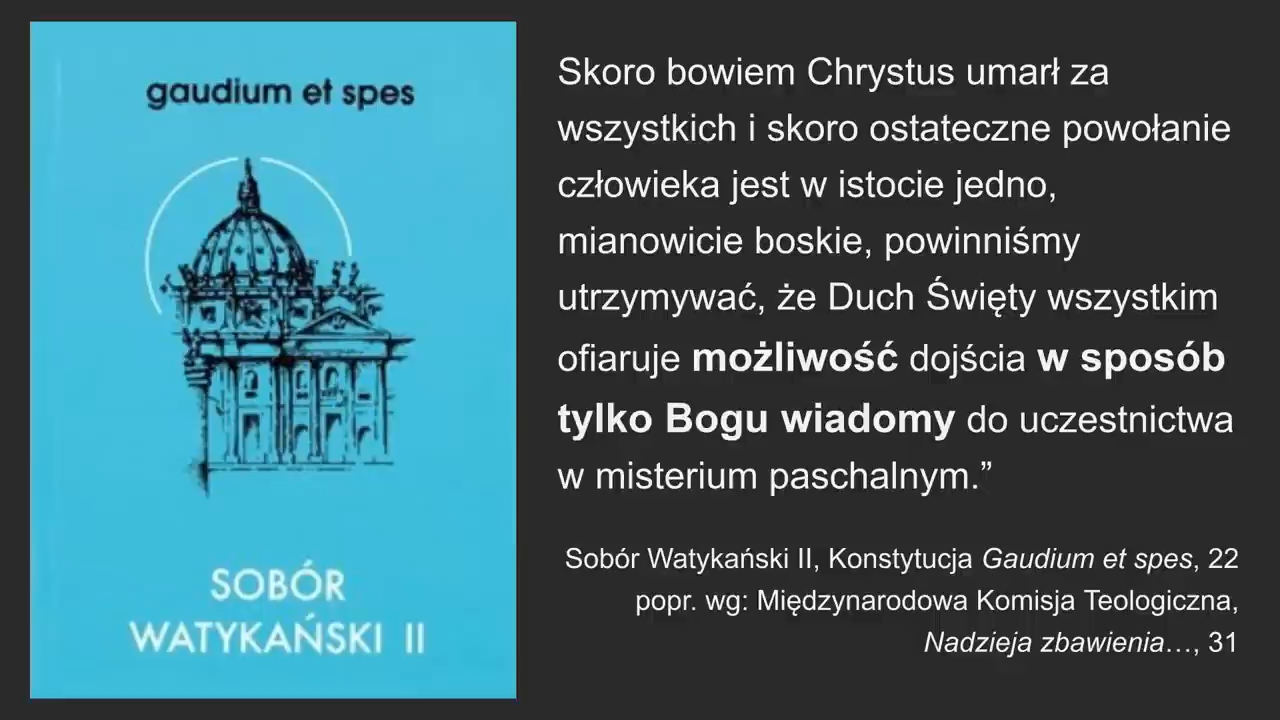 gaudium et spes
SOBÓR
WATYKAŃSKI II
Skoro bowiem Chrystus umarł za
wszystkich i skoro ostateczne powołanie
człowieka jest w istocie jedno,
mianowicie boskie, powinniśmy
utrzymywać, że Duch Święty wszystkim
ofiaruje możliwość dojścia w sposób
tylko Bogu wiadomy do uczestnictwa
w misterium paschalnym.”
Sobór Watykański II, Konstytucja Gaudium et spes, 22
popr. wg: Międzynarodowa Komisja Teologiczna,
Nadzieja zbawienia…, 31